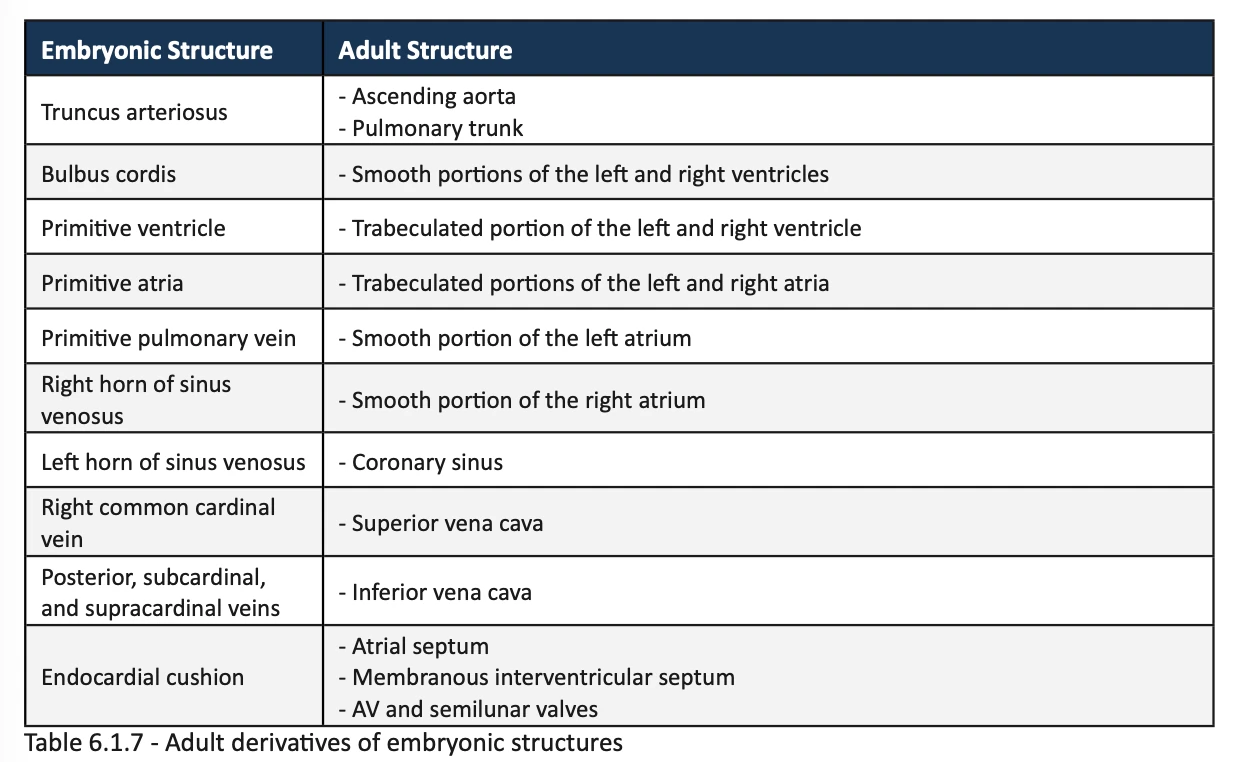 Embryonic Structure
Adult Structure
Truncus arteriosus
- Ascending aorta
- Pulmonary trunk
Bulbus cordis
- Smooth portions of the left and right ventricles
Primitive ventricle
- Trabeculated portion of the left and right ventricle
Primitive atria
- Trabeculated portions of the left and right atria
Primitive pulmonary vein
- Smooth portion of the left atrium
Right horn of sinus
venosus
- Smooth portion of the right atrium
Left horn of sinus venosus
- Coronary sinus
Right common cardinal
vein
- Superior vena cava
Posterior, subcardinal,
and supracardinal veins
- Inferior vena cava
Endocardial cushion
- Atrial septum
- Membranous interventricular septum
- AV and semilunar valves
Table 6.1.7 - Adult derivatives of embryonic structures